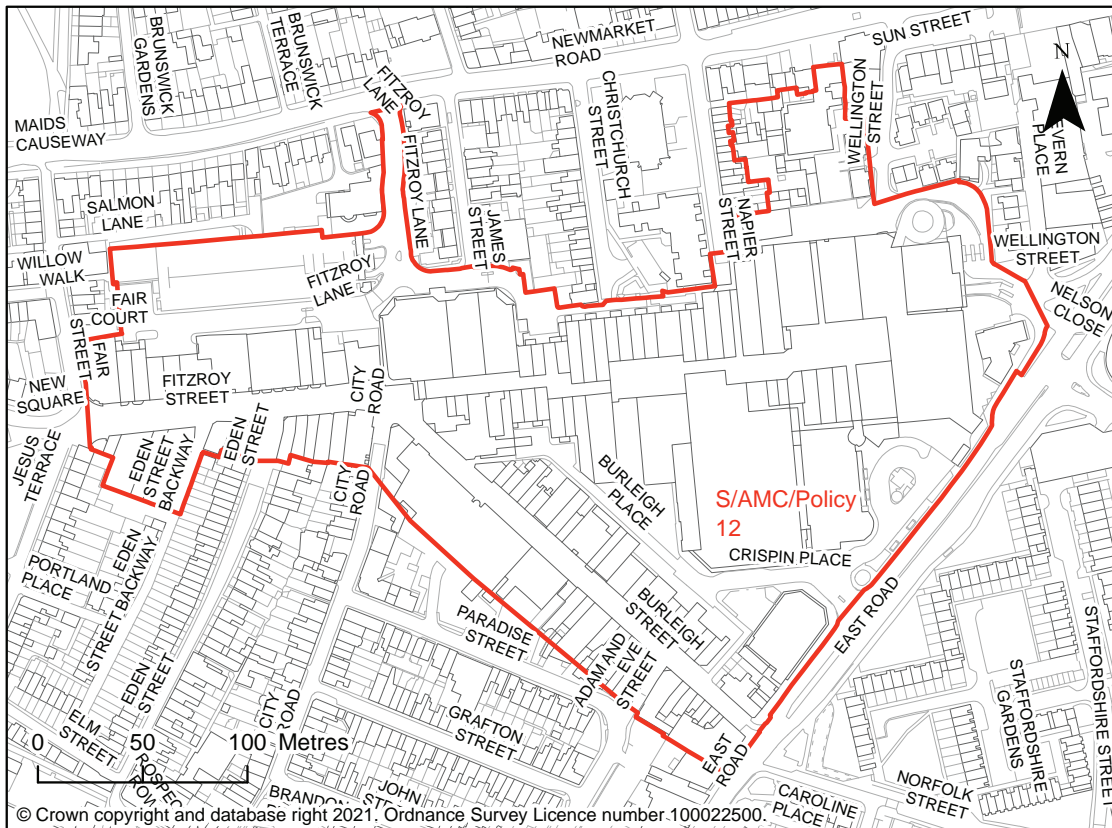 NEWMARKET
ROAD
SUN STREET
BRUNSWICK
GARDENS
BRUNSWICK
TERRACE
FITZROY
LANE
N
MAIDS
CAUSEWAY
CHRISTCHURCH
STREET
WELLINGTON
STREET
EVERN
PLACE
SALMON
LANE
FITZROY LANE
JAMES
STREET
NAPIER
STREET
WILLOW
WALK
FITZROY
LANE
WELLINGTON
STREET
FAIR
COURT
NELSON
CLOSE
FAIR
STREET
NEW
SQUARE
FITZROY
STREET
CITY
ROAD
JESUS
TERRACE
EDEN
STREET
BACKWAY
EDEN
STREET
CITY
ROAD
BURLEIGH
PLACE
S/AMC/Policy
12
CRISPIN PLACE
PORTLAND
PLACE
EDEN
STREET BACKWAY
PARADISE
STREET
BURLEIGH
STREET
EAST ROAD
ADAM AND
EVE
STREET
EDEN
STREET
CITY
ROAD
GRAFTON
STREET
STAFFORDSHIRE
GARDENS
STAFFORDSHIRE STREET
ELM
STREET
EAST
ROAD
0 50 100 Metres
NORFOLK
STREET
CAROLINE
PLACE
JOHN
BRANDON
© Crown copyright and database right 2021. Ordnance Survey Licence number 100022500.